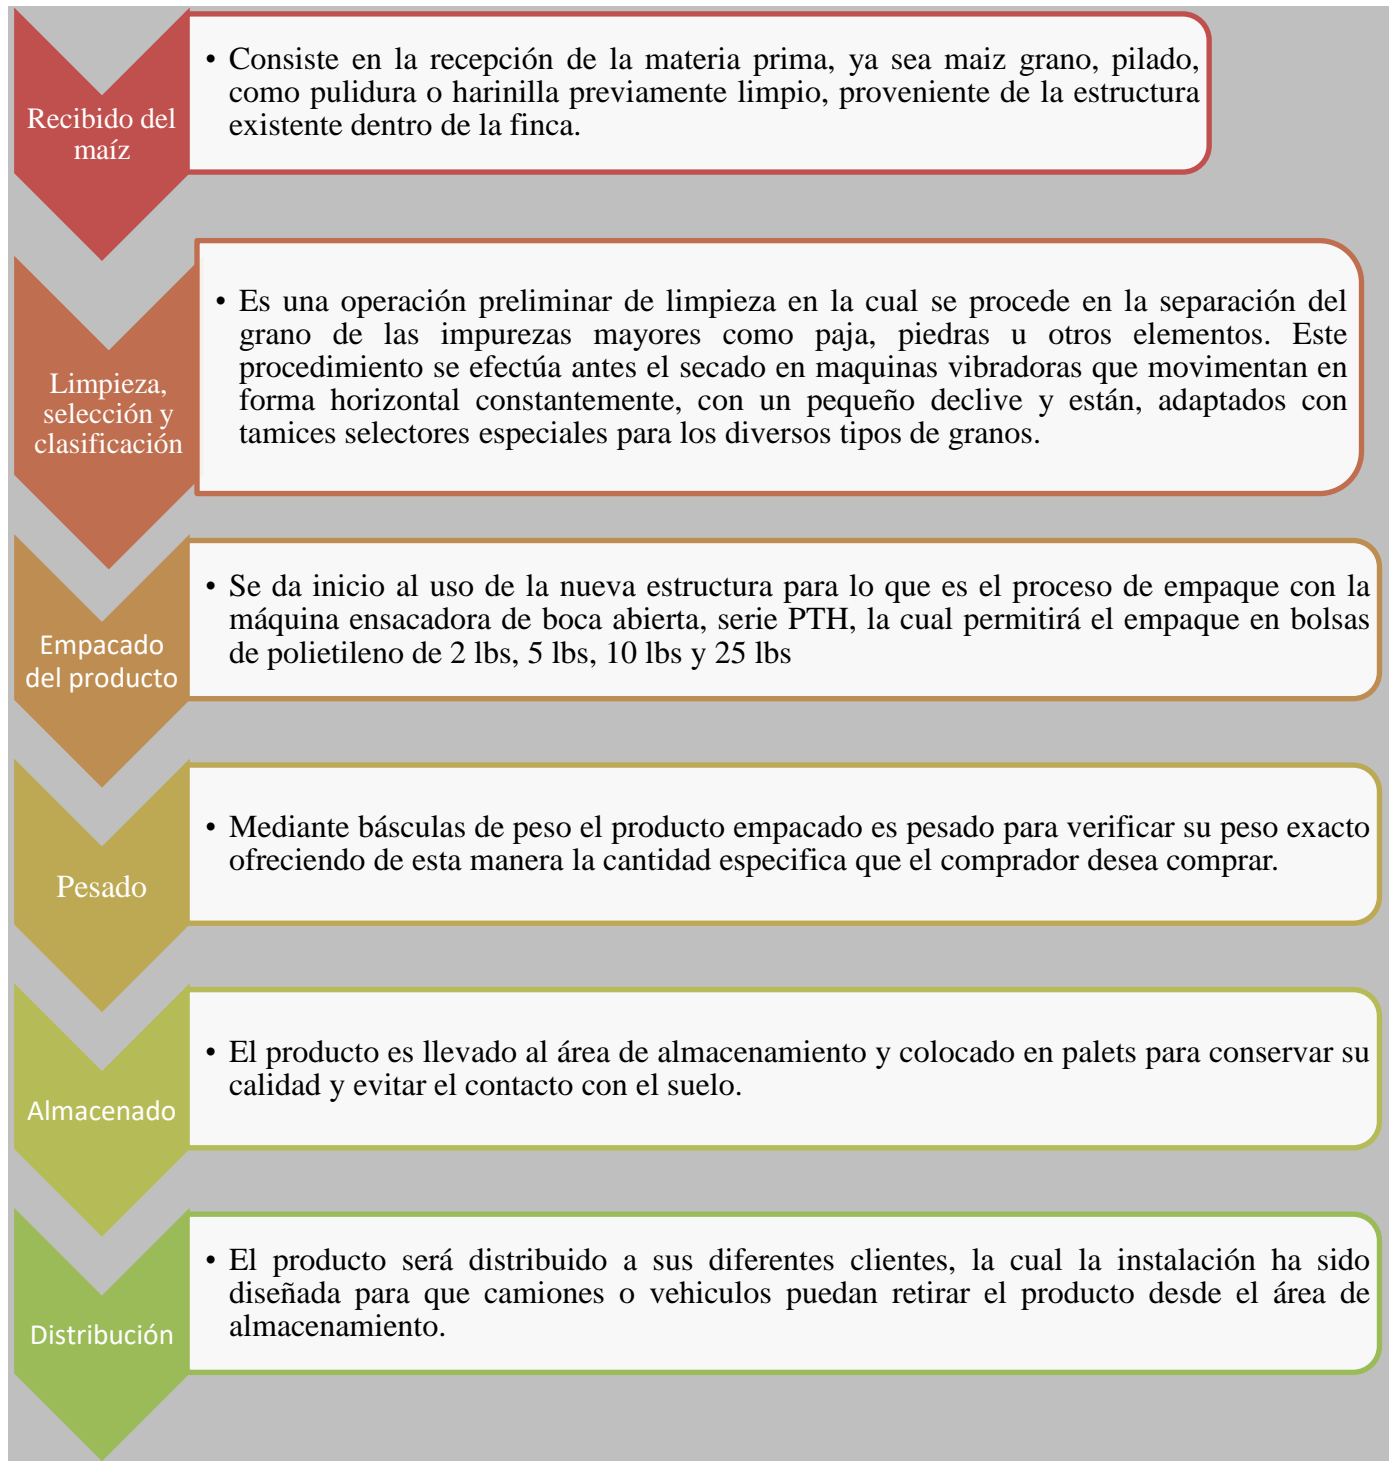 Recibido del
maíz
• Consiste en la recepción de la materia prima, ya sea maiz grano, pilado,
como pulidura o harinilla previamente limpio, proveniente de la estructura
existente dentro de la finca.
Limpieza,
selección y
clasificación
• Es una operación preliminar de limpieza en la cual se procede en la separación del
grano de las impurezas mayores como paja, piedras u otros elementos. Este
procedimiento se efectúa antes el secado en maquinas vibradoras que movimentan en
forma horizontal constantemente, con un pequeño declive y están, adaptados con
tamices selectores especiales para los diversos tipos de granos.
Empacado
del producto
• Se da inicio al uso de la nueva estructura para lo que es el proceso de empaque con la
máquina ensacadora de boca abierta, serie PTH, la cual permitirá el empaque en bolsas
de polietileno de 2 lbs, 5 lbs, 10 lbs y 25 lbs
Pesado
• Mediante básculas de peso el producto empacado es pesado para verificar su peso exacto
ofreciendo de esta manera la cantidad especifica que el comprador desea comprar.
Almacenado
• El producto es llevado al área de almacenamiento y colocado en palets para conservar su
calidad y evitar el contacto con el suelo.
Distribución
• El producto será distribuido a sus diferentes clientes, la cual la instalación ha sido
diseñada para que camiones o vehiculos puedan retirar el producto desde el área de
almacenamiento.